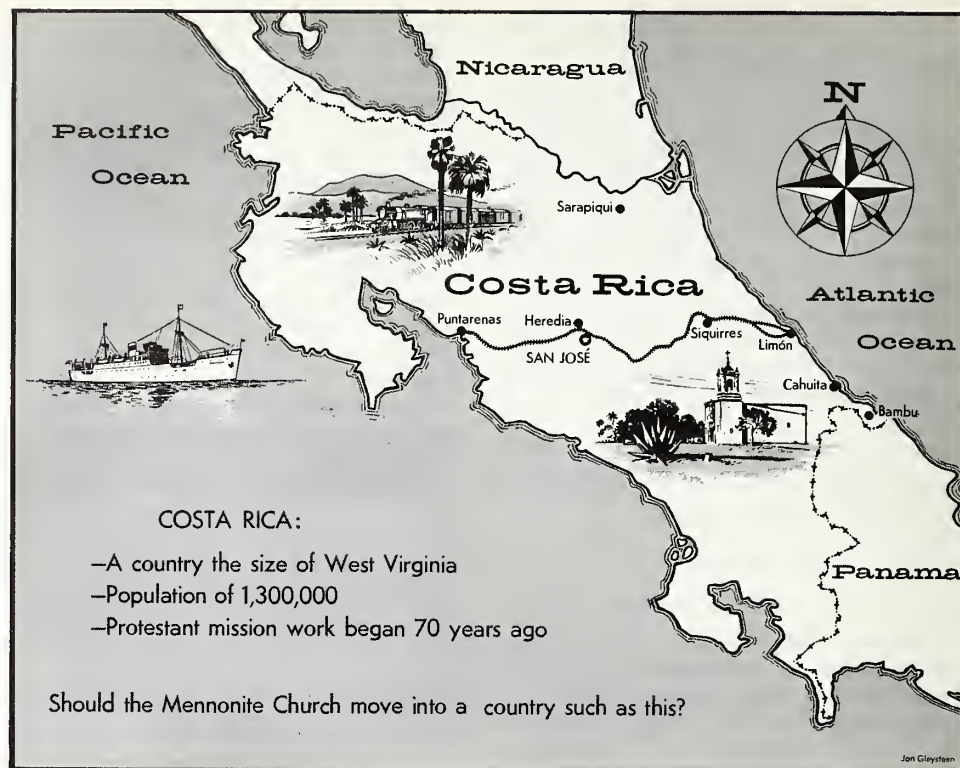 Nicaragua
N
Pacific
Ocean
Sarapiqui
Costa Rica
Atlantic
Ocean
Puntarenas
Heredia
SAN JOSÉ
Siquirres
Limón
Cahuita
Bambu
COSTA RICA:
—A country the size of West Virginia
—Population of 1,300,000
—Protestant mission work began 70 years ago
Panama
Should the Mennonite Church move into a country such as this?
Jan Gleysteen